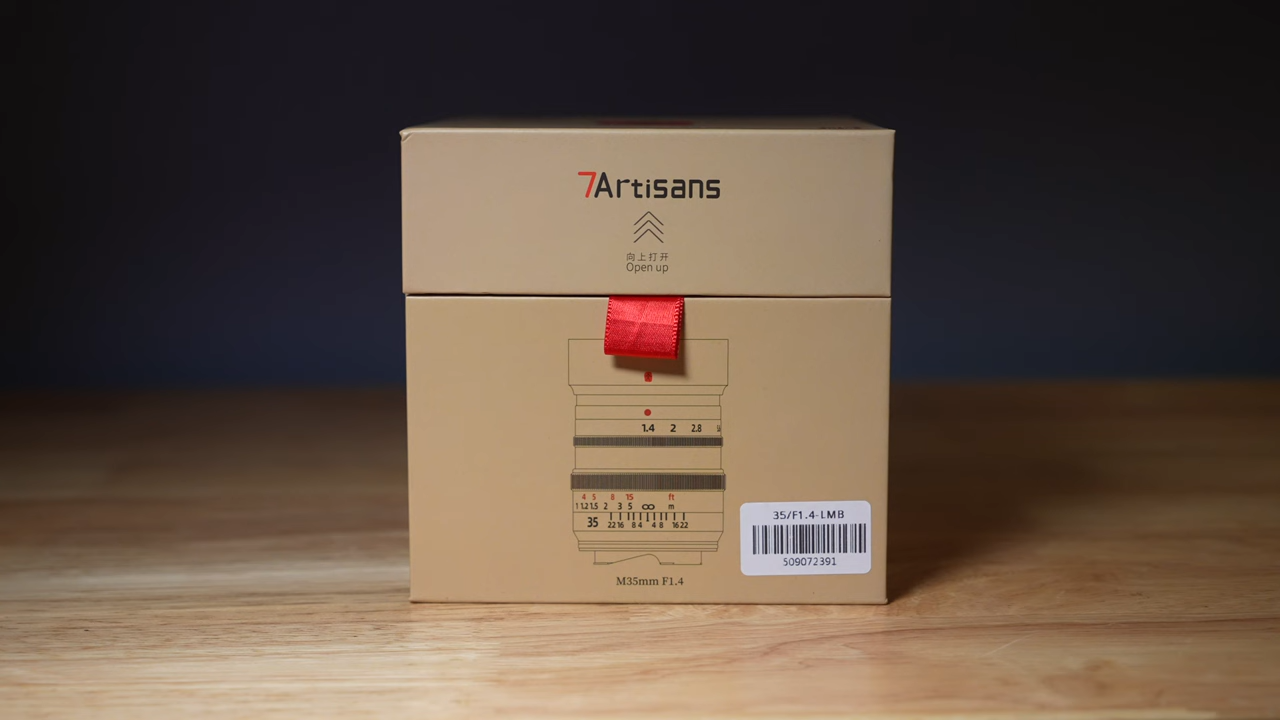 7Artisans
向上打开
Open up
1.4 2 2.8
4 5 8 15 ft
1 1.2 1.5 2 3 5 ∞ m
35 22 16 8 4 4 8 16 22
M35mm F1.4
35/F1.4-LMB
509072391